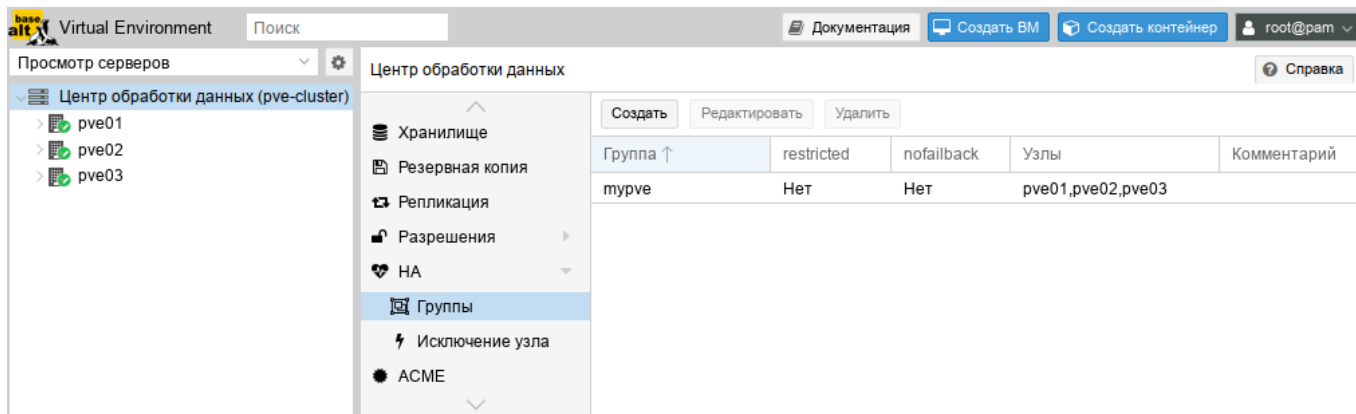 base alt Virtual Environment Поиск Документация Создать ВМ Создать контейнер root@pam
Просмотр серверов
Центр обработки данных (pve-cluster)
pve01
pve02
pve03
Центр обработки данных Справка
Хранилище
Резервная копия
Репликация
Разрешения
HA
Группы
Исключение узла
ACME
Создать Редактировать Удалить
Группа restricted nofailback Узлы Комментарий
mypve Нет Нет pve01,pve02,pve03